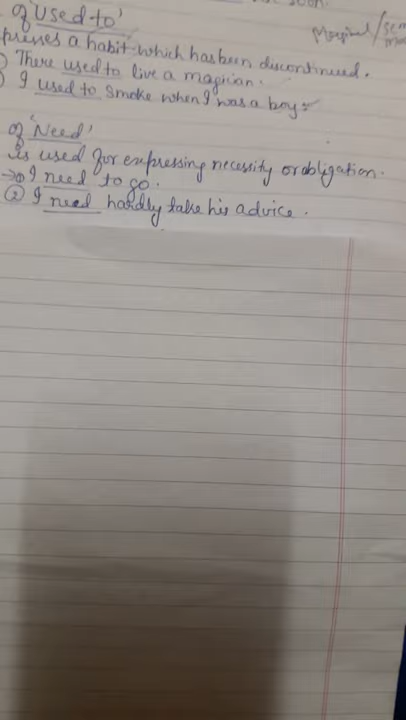 of 'Used to'
presses a habit which has been discontinued.
There used to live a magician.
I used to smoke when I was a boy.
Marginal/
of 'Need'
is used for expressing necessity or obligation.
→① I need to go.
② I need hardly take his advice.